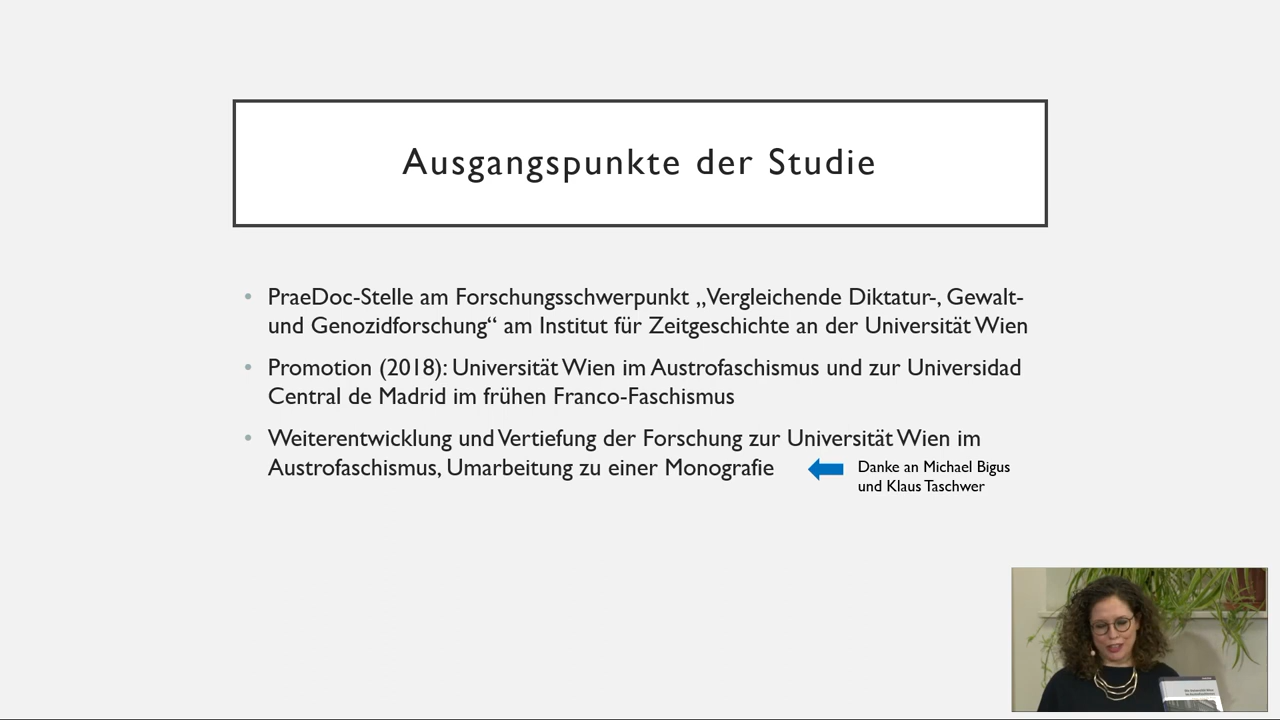 Ausgangspunkte der Studie
• PraeDoc-Stelle am Forschungsschwerpunkt „Vergleichende Diktatur-, Gewalt-
und Genozidforschung“ am Institut für Zeitgeschichte an der Universität Wien
• Promotion (2018): Universität Wien im Austrofaschismus und zur Universidad
Central de Madrid im frühen Franco-Faschismus
• Weiterentwicklung und Vertiefung der Forschung zur Universität Wien im
Austrofaschismus, Umarbeitung zu einer Monografie
Danke an Michael Bigus
und Klaus Taschwer